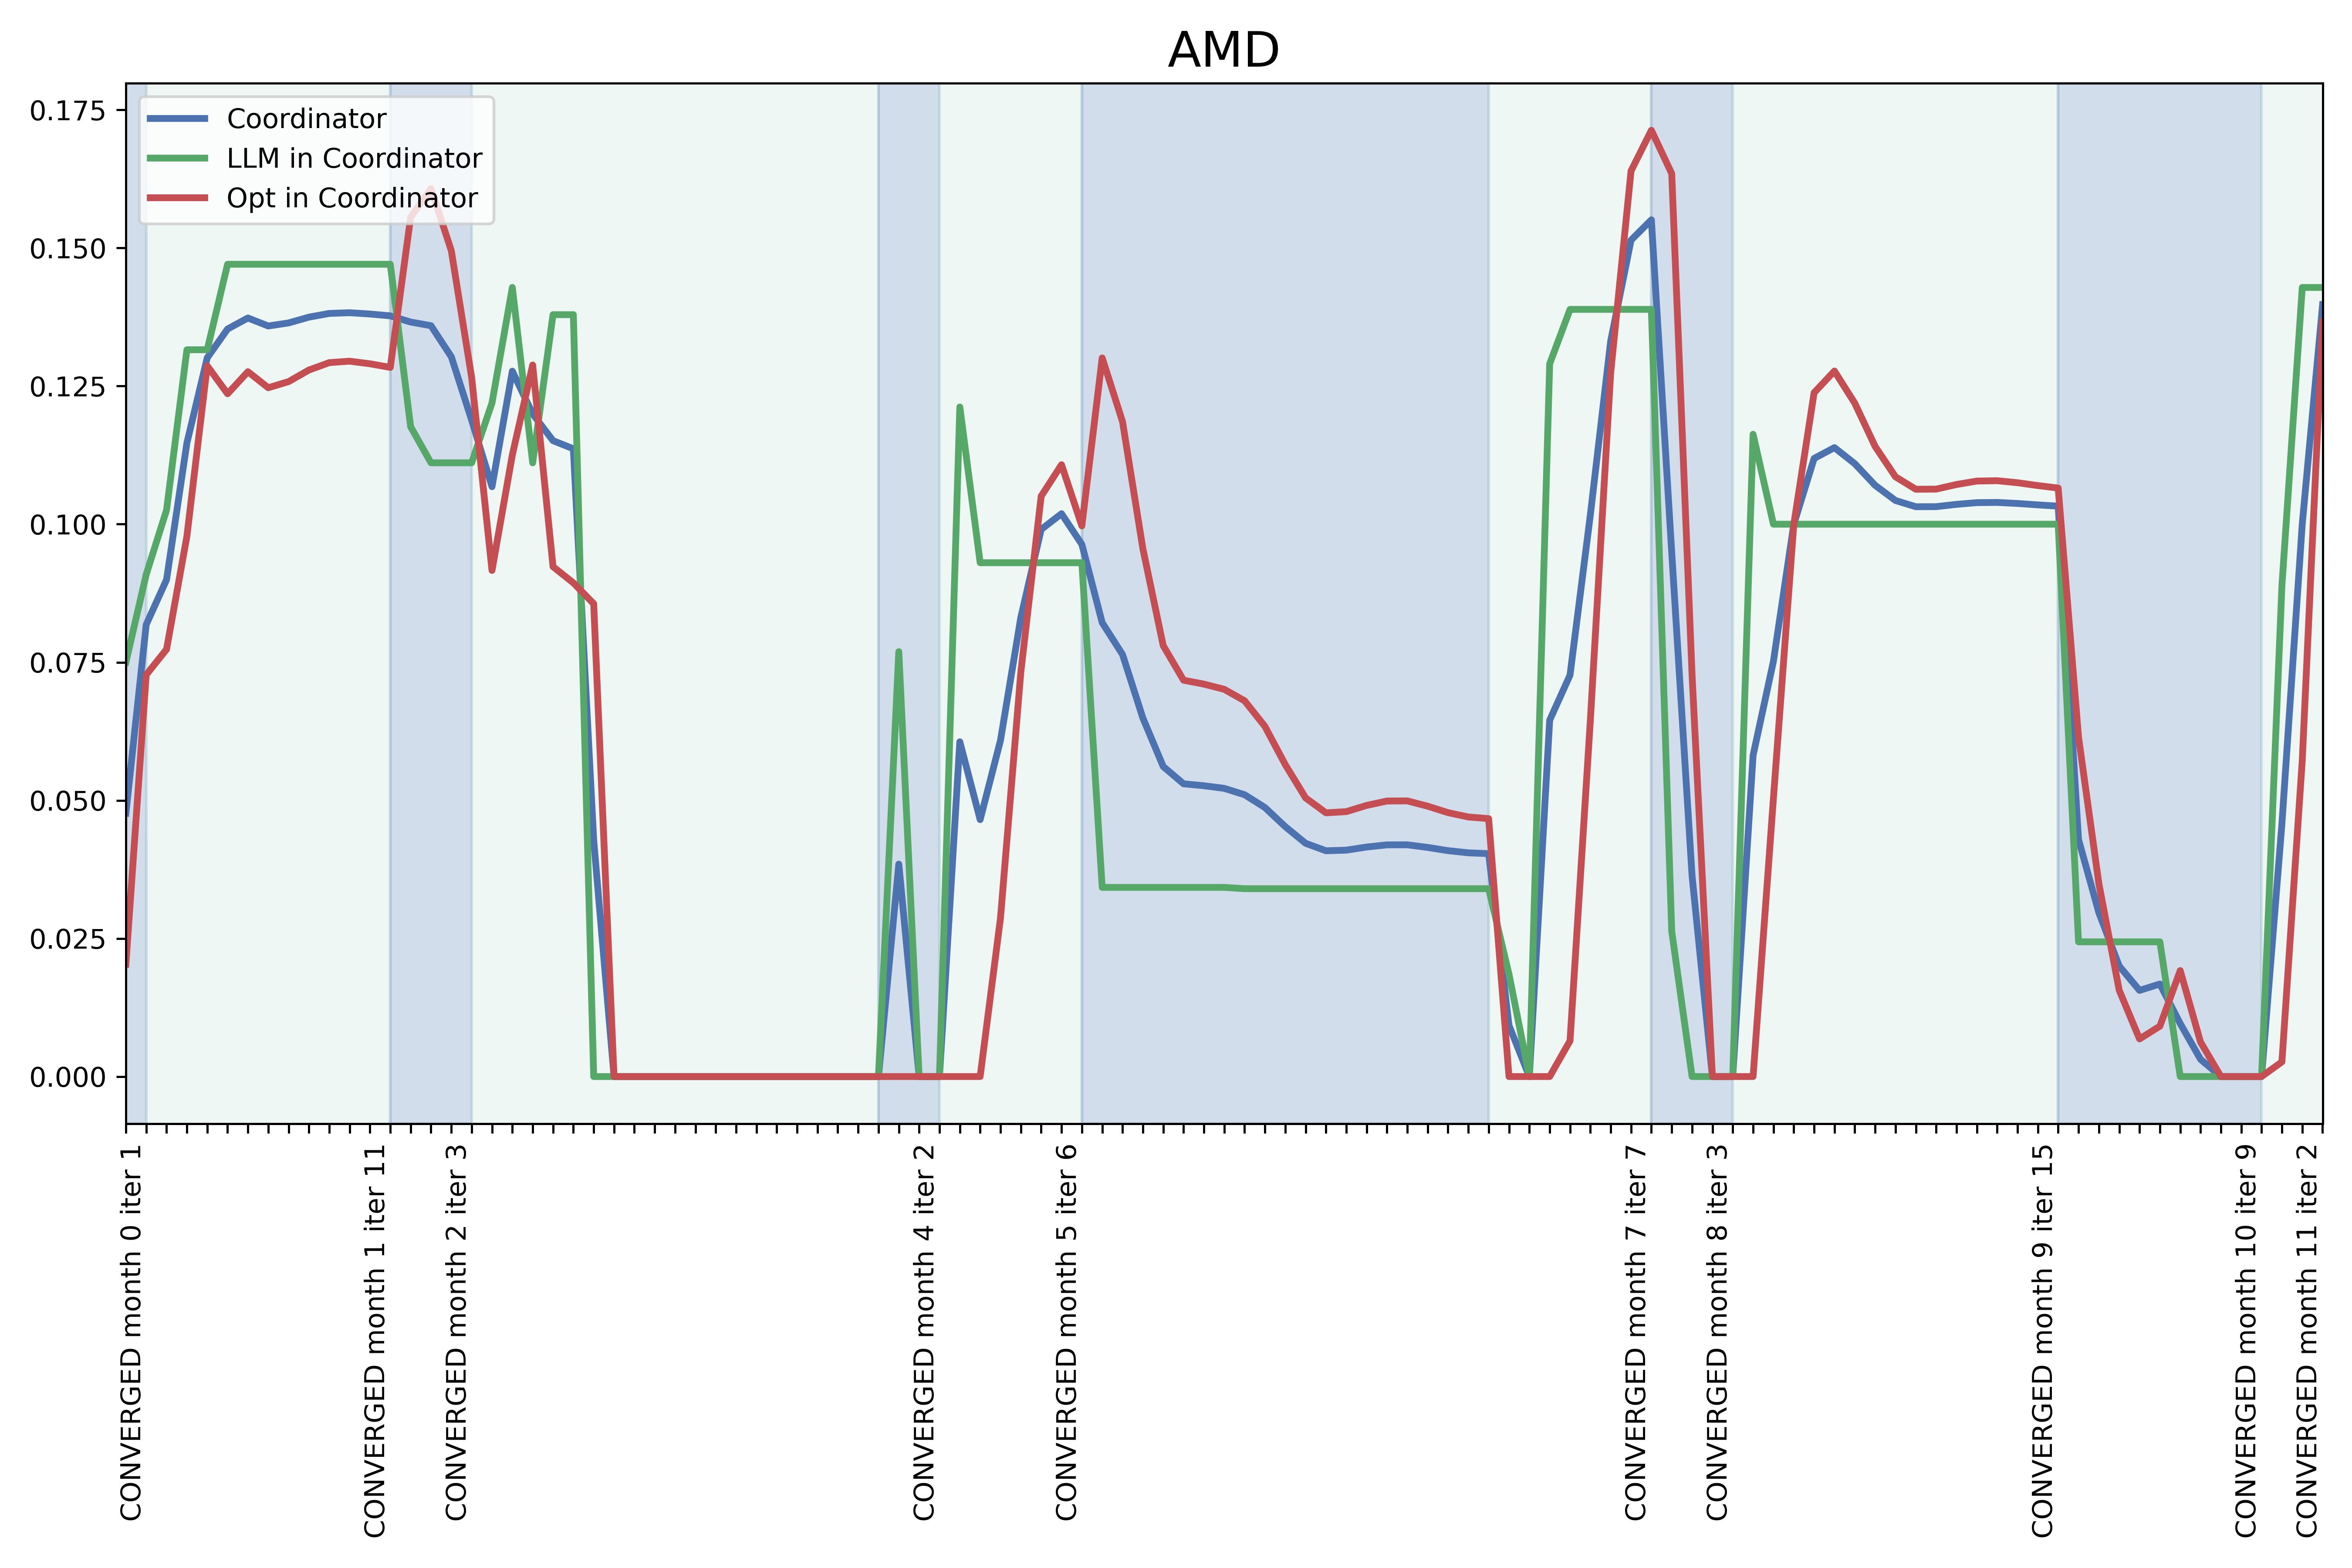 AMD
0.175
0.150
0.125
0.100
0.075
0.050
0.025
0.000
Coordinator
LLM in Coordinator
Opt in Coordinator
CONVERGED month 0 iter 1
CONVERGED month 1 iter 11
CONVERGED month 2 iter 3
CONVERGED month 4 iter 2
CONVERGED month 5 iter 6
CONVERGED month 7 iter 7
CONVERGED month 8 iter 3
CONVERGED month 9 iter 15
CONVERGED month 10 iter 9
CONVERGED month 11 iter 2